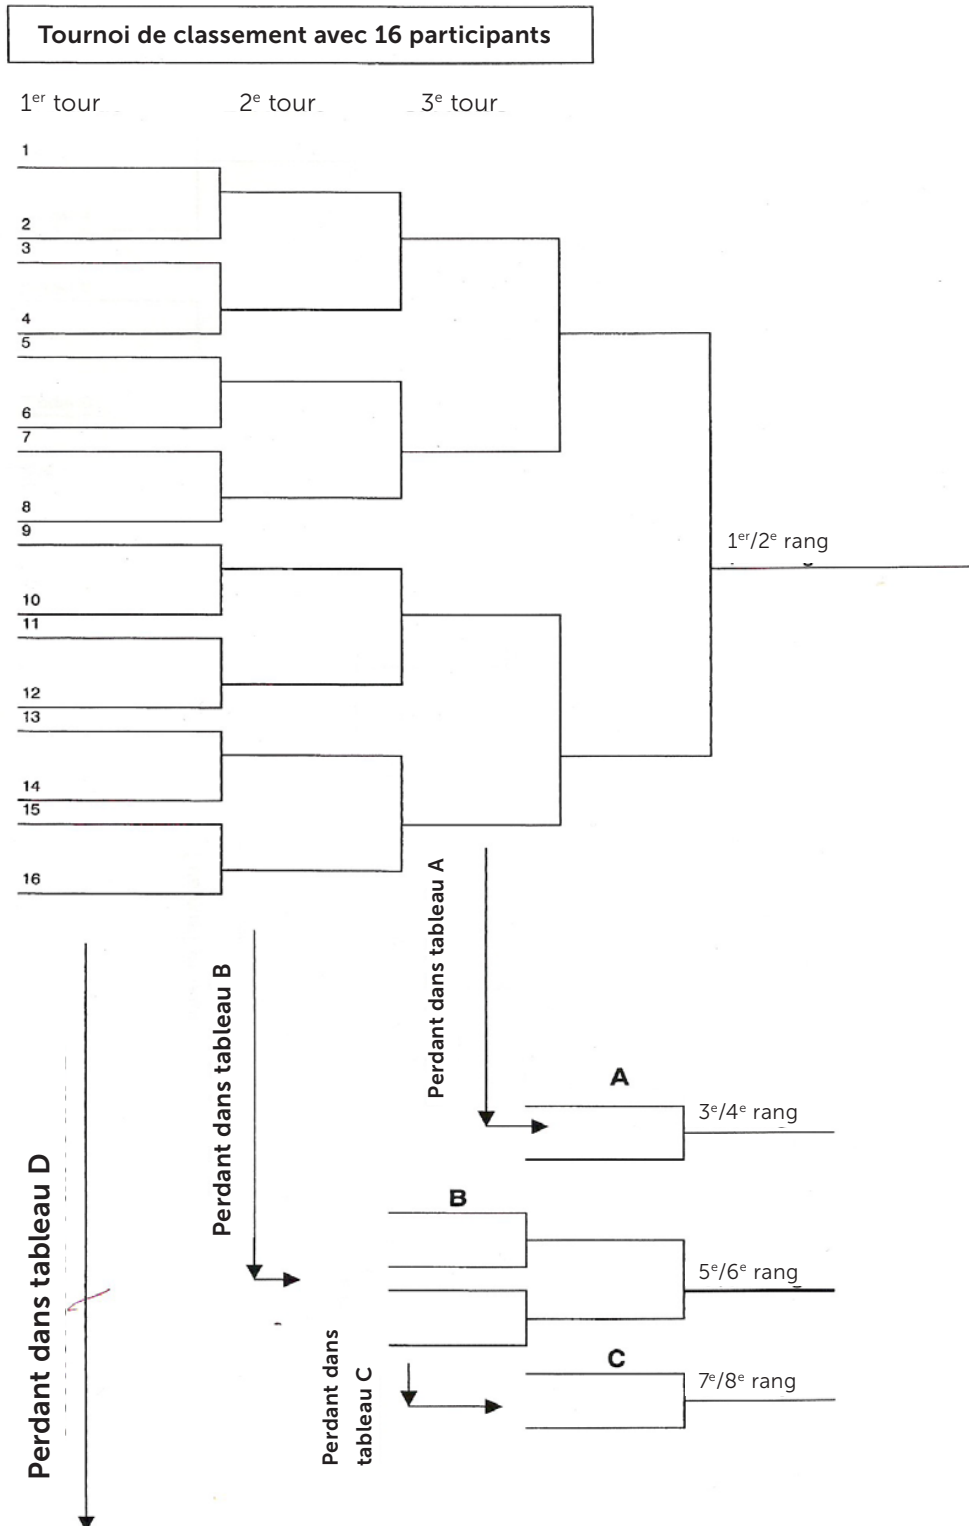 Tournoi de classement avec 16 participants
1er tour
2e tour
3e tour
1
2
3
4
5
6
7
8
9
10
11
12
13
14
15
16
1er/2e rang
Perdant dans tableau A
Perdant dans tableau B
Perdant dans tableau D
A
3e/4e rang
B
5e/6e rang
Perdant dans
tableau C
C
7e/8e rang